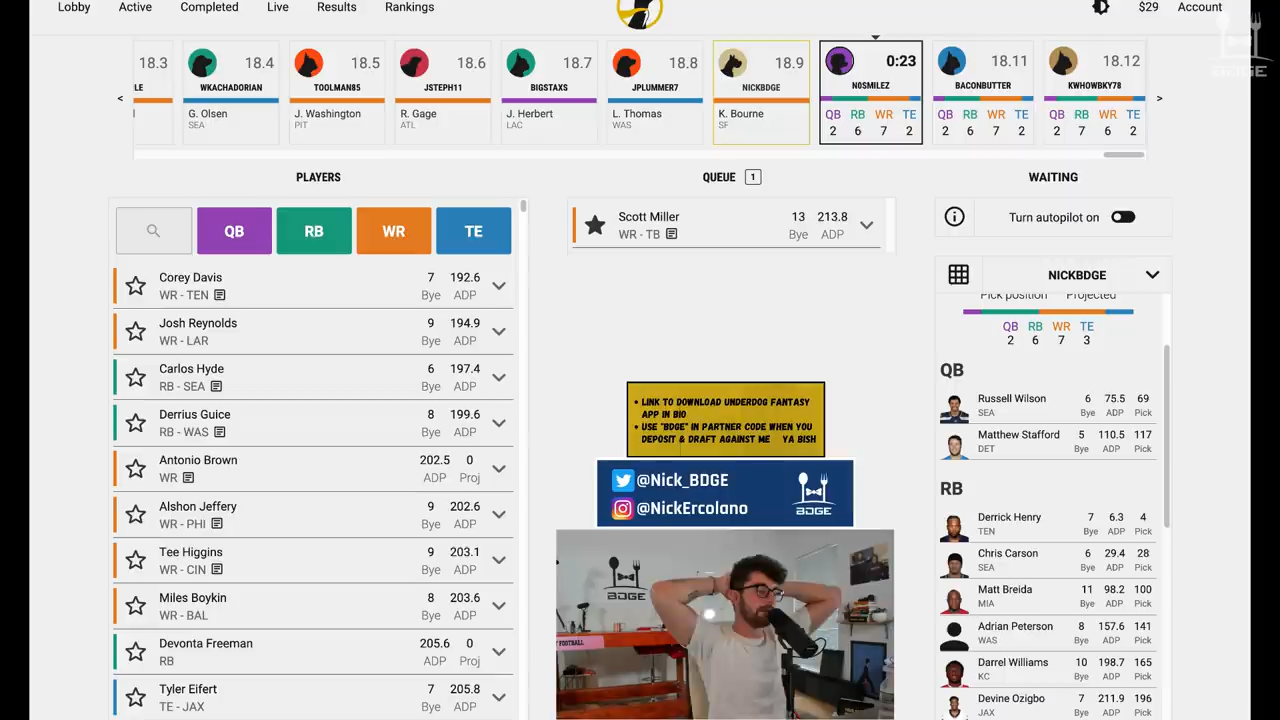 Lobby Active Completed Live Results Rankings $29 Account
18.3 18.4 18.5 18.6 18.7 18.8 18.9 0:23 18.11 18.12
LE WKACHADORIAN TOOLMAN85 JSTEPH11 BIGSTAXS JPLUMMER7 NICKBDGE NOSMILEZ BACONBUTTER KWHOWBKY78
G. Olsen J. Washington R. Gage J. Herbert L. Thomas K. Bourne QB RB WR TE QB RB WR TE QB RB WR TE
SEA PIT ATL LAC WAS SF 2 6 7 2 2 6 7 2 2 7 6 2
< >
PLAYERS
QB RB WR TE
Corey Davis 7 192.6
WR - TEN Bye ADP
Josh Reynolds 9 194.9
WR - LAR Bye ADP
Carlos Hyde 6 197.4
RB - SEA Bye ADP
Derrius Guice 8 199.6
RB - WAS Bye ADP
Antonio Brown 202.5 0
WR ADP Proj
Alshon Jeffery 9 202.6
WR - PHI Bye ADP
Tee Higgins 9 203.1
WR - CIN Bye ADP
Miles Boykin 8 203.6
WR - BAL Bye ADP
Devonta Freeman 205.6 0
RB ADP Proj
Tyler Eifert 7 205.8
TE - JAX Bye ADP
QUEUE 1
Scott Miller 13 213.8
WR - TB Bye ADP
• LINK TO DOWNLOAD UNDERDOG FANTASY
APP IN BIO
• USE "BDGE" IN PARTNER CODE WHEN YOU
DEPOSIT & DRAFT AGAINST ME YA BISH
@Nick_BDGE
@NickErcolano
BDGE
BDGE
FOOTBALL
WAITING
Turn autopilot on
NICKBDGE
Pick position Projected
QB RB WR TE
2 6 7 3
QB
Russell Wilson 6 75.5 69
SEA Bye ADP Pick
Matthew Stafford 5 110.5 117
DET Bye ADP Pick
RB
Derrick Henry 7 6.3 4
TEN Bye ADP Pick
Chris Carson 6 29.4 28
SEA Bye ADP Pick
Matt Breida 11 98.2 100
MIA Bye ADP Pick
Adrian Peterson 8 157.6 141
WAS Bye ADP Pick
Darrel Williams 10 198.7 165
KC Bye ADP Pick
Devine Ozigbo 7 211.9 196
JAX Bye ADP Pick
BDGE